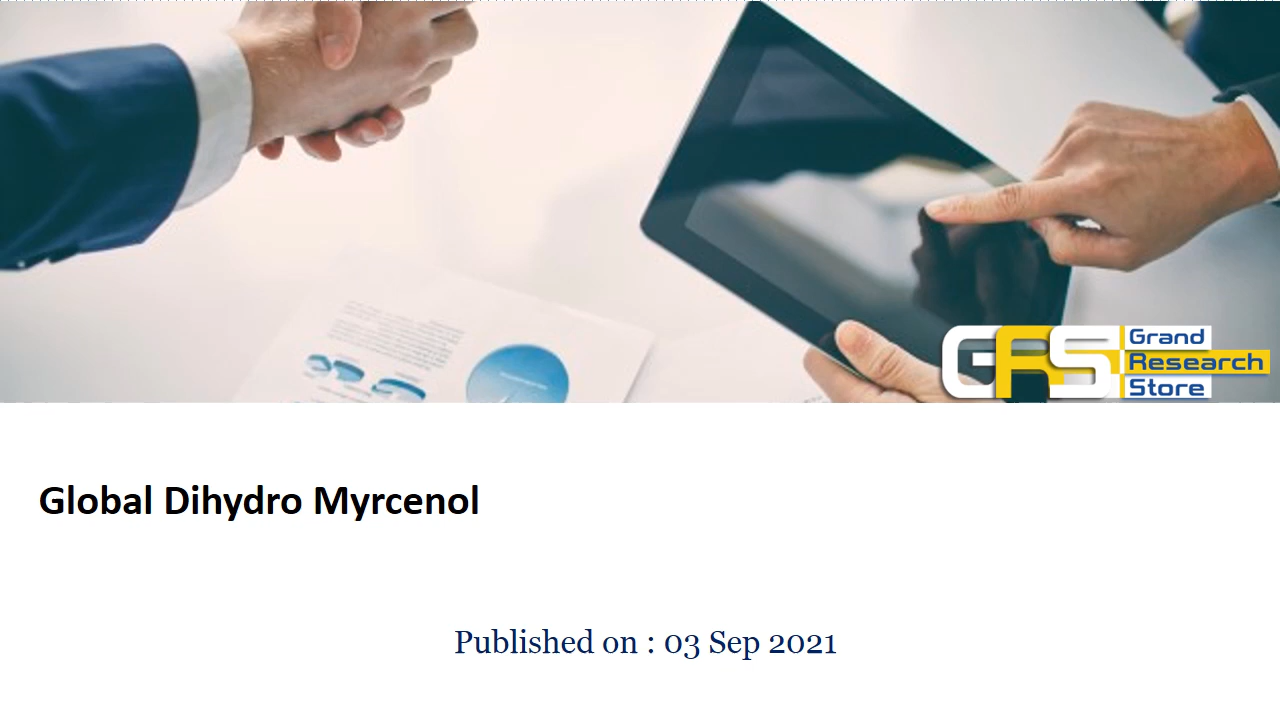 GRS
Grand
Research
Store
Global Dihydro Myrcenol
Published on : 03 Sep 2021